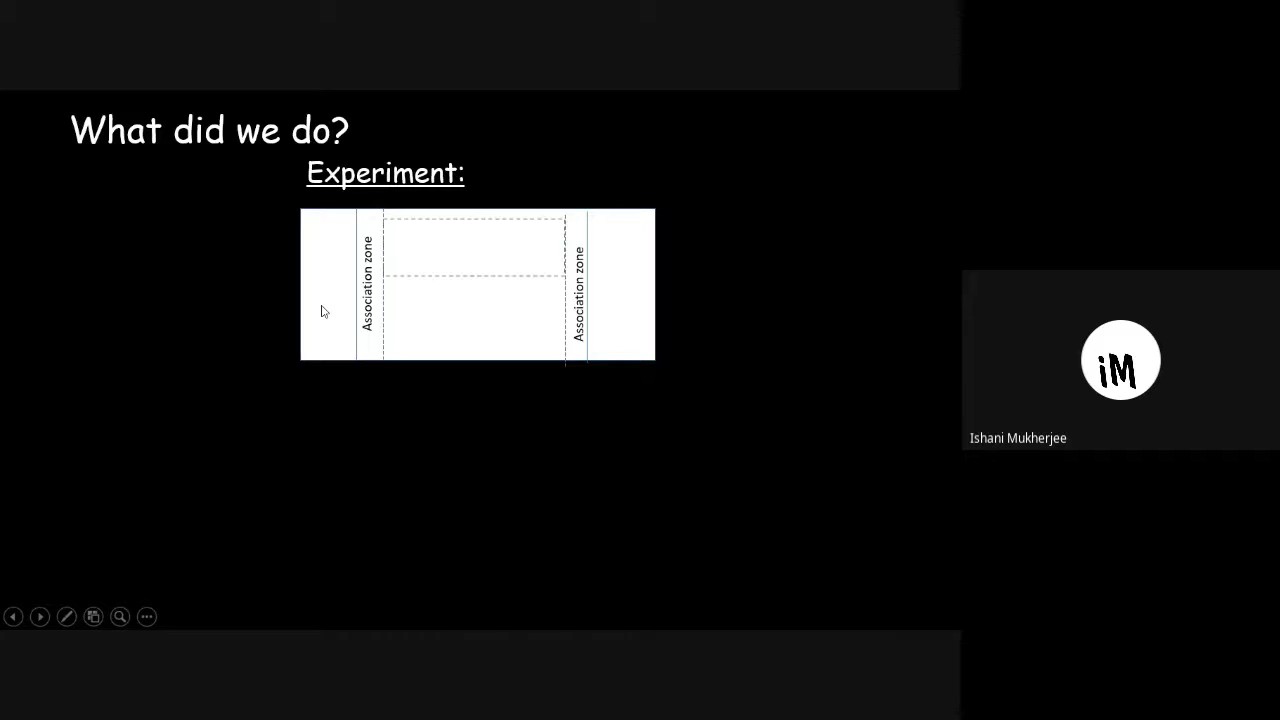 What did we do?
Experiment:
Association zone
Association zone
iM
Ishani Mukherjee